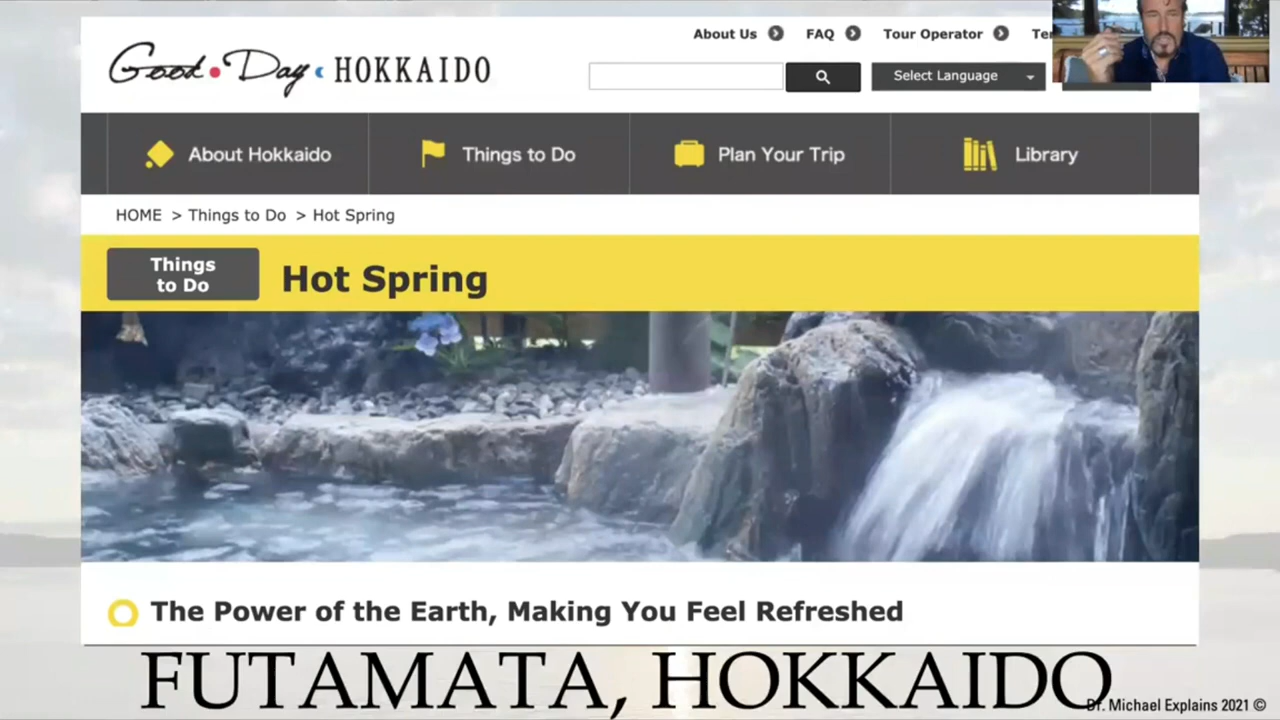 About Us FAQ Tour Operator Te
Good Day HOKKAIDO
Select Language
About Hokkaido Things to Do Plan Your Trip Library
HOME > Things to Do > Hot Spring
Things
to Do
Hot Spring
The Power of the Earth, Making You Feel Refreshed
FUTAMATA, HOKKAIDO
Dr. Michael Explains 2021 ©